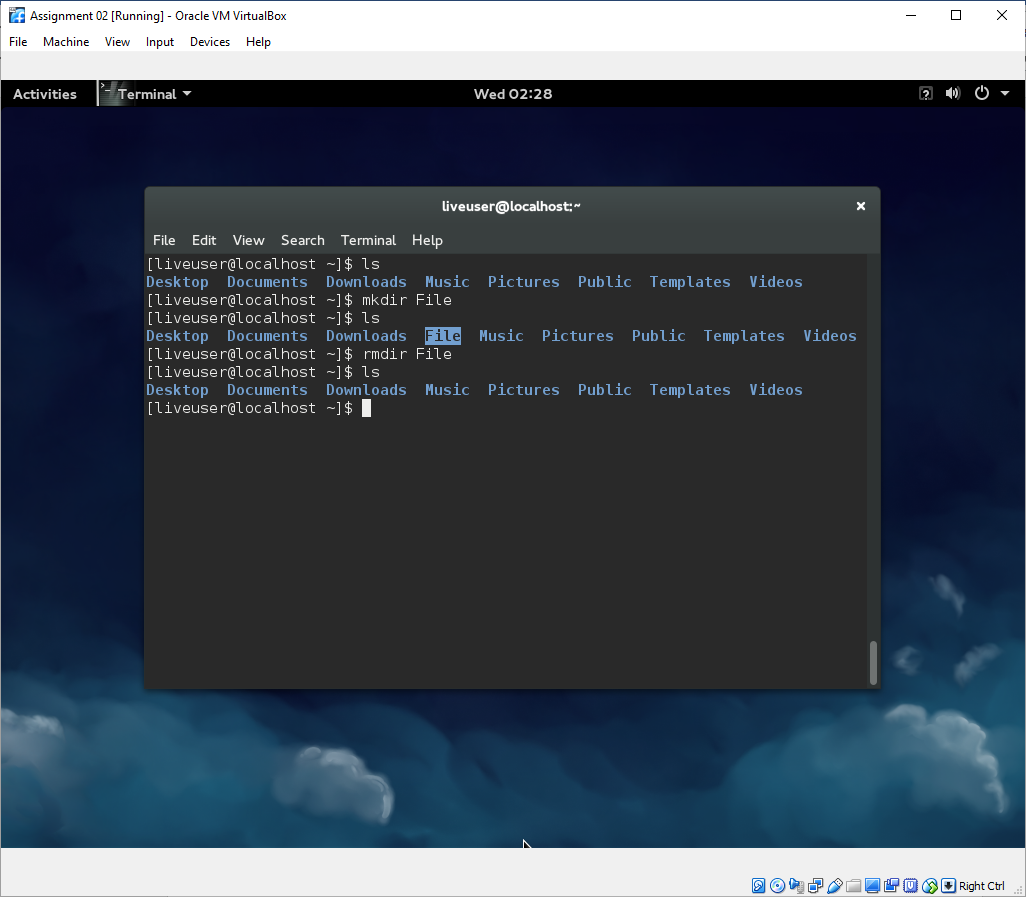 Assignment 02 [Running] - Oracle VM VirtualBox
File Machine View Input Devices Help
Activities Terminal Wed 02:28
liveuser@localhost:~
File Edit View Search Terminal Help
[liveuser@localhost ~]$ ls
Desktop Documents Downloads Music Pictures Public Templates Videos
[liveuser@localhost ~]$ mkdir File
[liveuser@localhost ~]$ ls
Desktop Documents Downloads File Music Pictures Public Templates Videos
[liveuser@localhost ~]$ rmdir File
[liveuser@localhost ~]$ ls
Desktop Documents Downloads Music Pictures Public Templates Videos
[liveuser@localhost ~]$
Right Ctrl